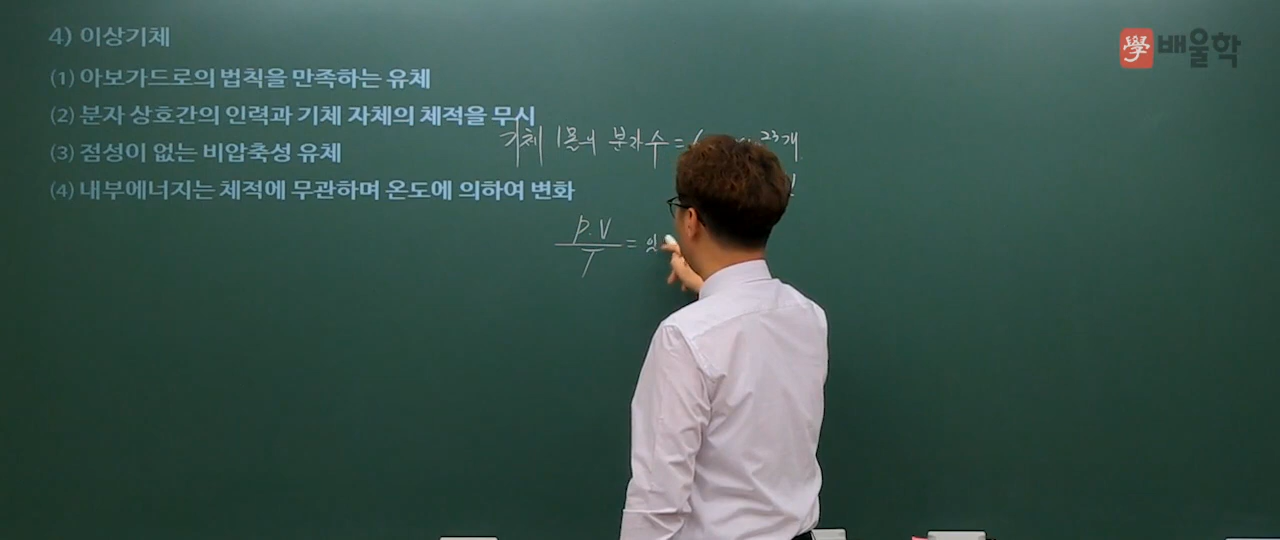 4) 이상기체
學 배울학
(1) 아보가드로의 법칙을 만족하는 유체
(2) 분자 상호간의 인력과 기체 자체의 체적을 무시
기체 1몰의 분자수 = 23개
(3) 점성이 없는 비압축성 유체
(4) 내부에너지는 체적에 무관하며 온도에 의하여 변화
P·V
T
=